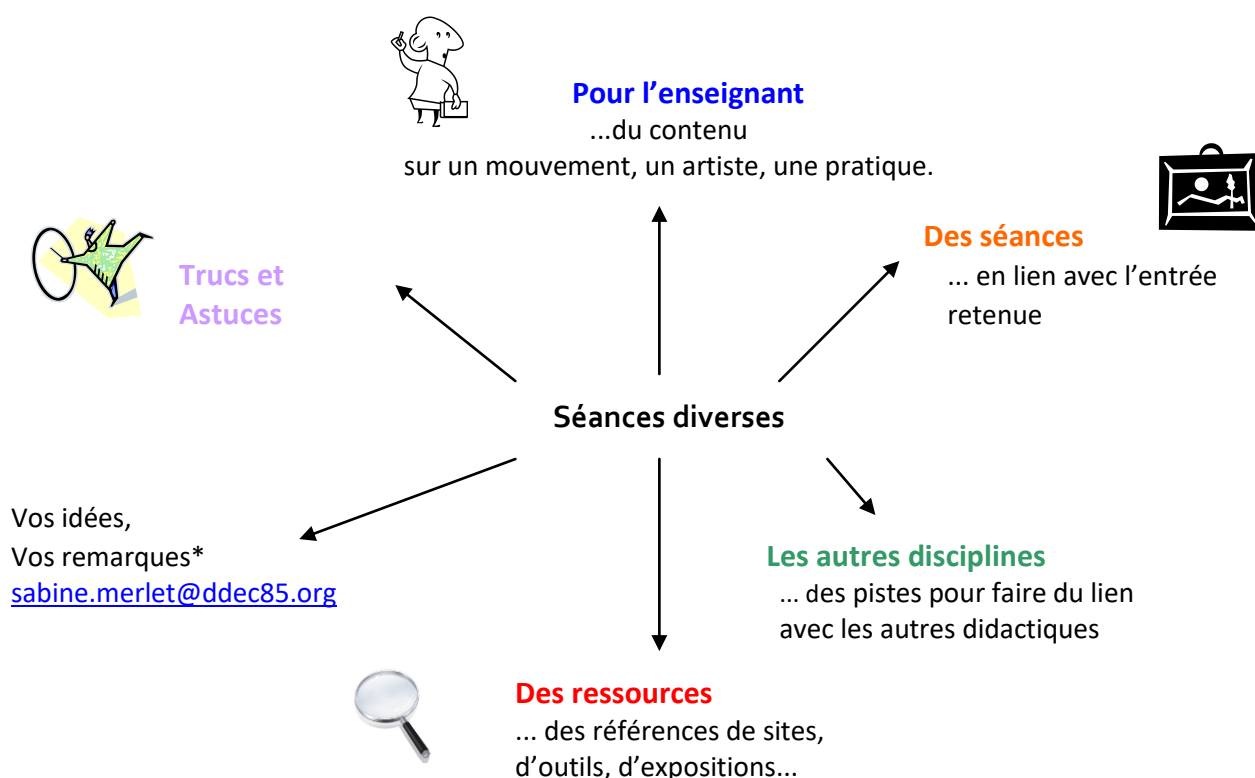 Pour l’enseignant
...du contenu
sur un mouvement, un artiste, une pratique.
Des séances
... en lien avec l’entrée
retenue
Trucs et
Astuces
Séances diverses
Vos idées,
Vos remarques*
sabine.merlet@ddec85.org
Les autres disciplines
... des pistes pour faire du lien
avec les autres didactiques
Des ressources
... des références de sites,
d’outils, d’expositions...